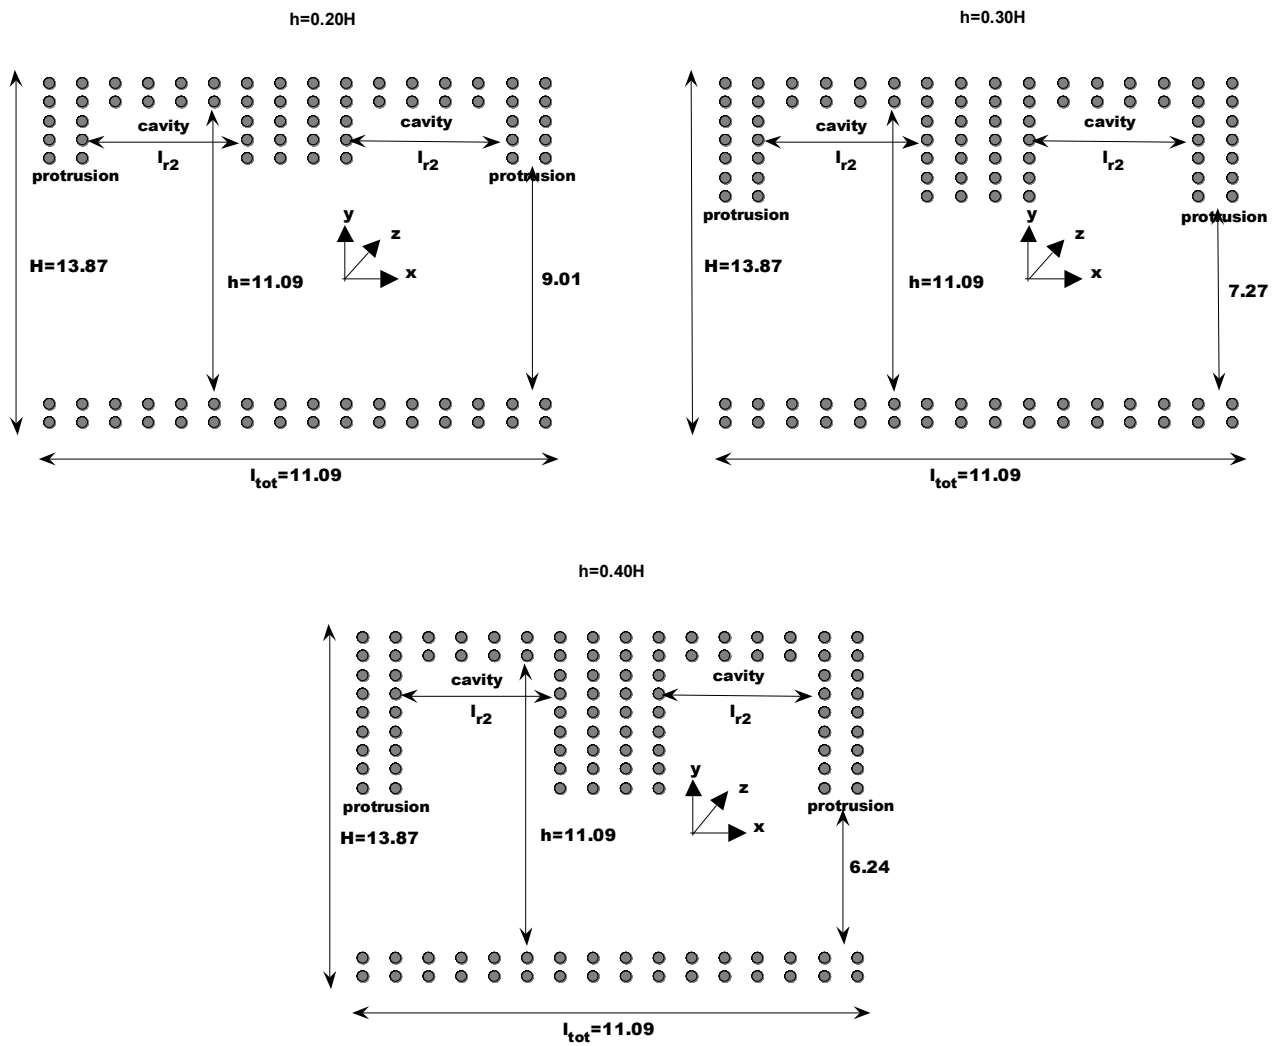 h=0.20H
cavity
cavity
l_r2
l_r2
protrusion
protrusion
y
z
x
H=13.87
h=11.09
9.01
l_tot=11.09
h=0.30H
cavity
cavity
l_r2
l_r2
protrusion
protrusion
y
z
x
H=13.87
h=11.09
7.27
l_tot=11.09
h=0.40H
cavity
cavity
l_r2
l_r2
y
z
x
protrusion
protrusion
H=13.87
h=11.09
6.24
l_tot=11.09